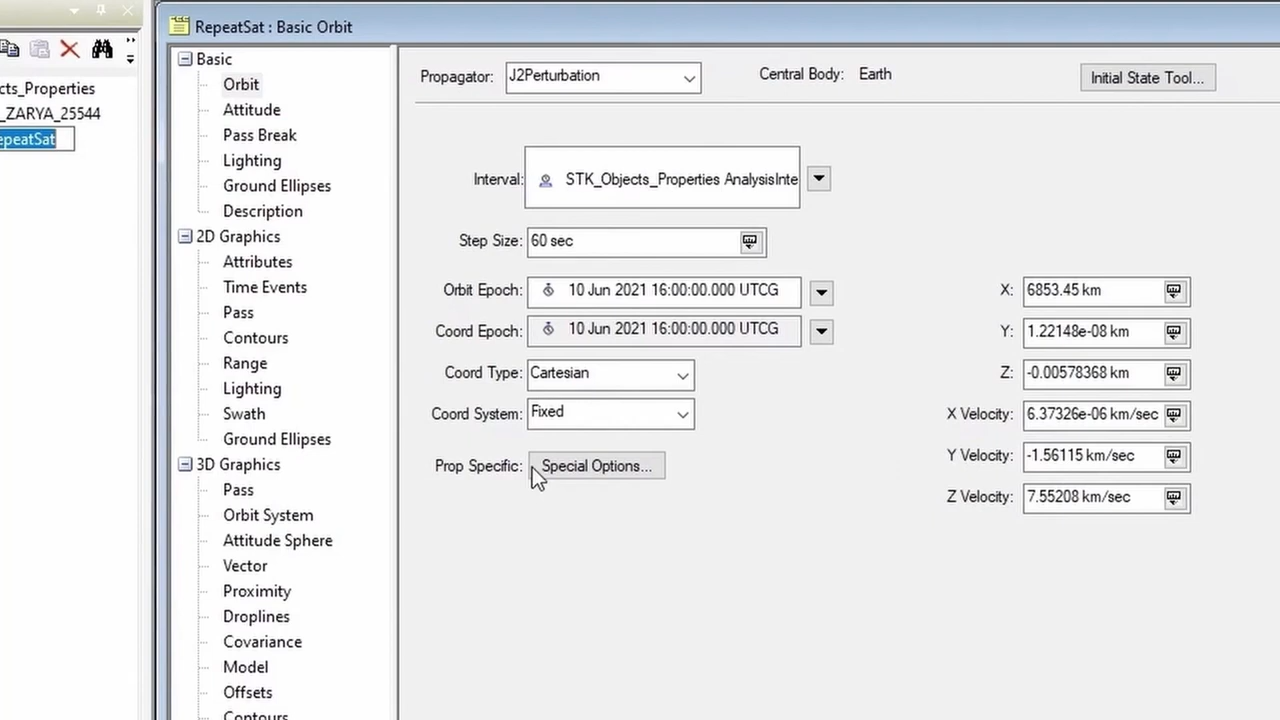 RepeatSat : Basic Orbit
cts_Properties
_ZARYA_25544
epeatSat
Basic
Orbit
Attitude
Pass Break
Lighting
Ground Ellipses
Description
2D Graphics
Attributes
Time Events
Pass
Contours
Range
Lighting
Swath
Ground Ellipses
3D Graphics
Pass
Orbit System
Attitude Sphere
Vector
Proximity
Droplines
Covariance
Model
Offsets
Contours
Propagator: J2Perturbation Central Body: Earth Initial State Tool...
Interval: STK_Objects_Properties AnalysisInte
Step Size: 60 sec
Orbit Epoch: 10 Jun 2021 16:00:00.000 UTCG
Coord Epoch: 10 Jun 2021 16:00:00.000 UTCG
Coord Type: Cartesian
Coord System: Fixed
Prop Specific: Special Options...
X: 6853.45 km
Y: 1.22148e-08 km
Z: -0.00578368 km
X Velocity: 6.37326e-06 km/sec
Y Velocity: -1.56115 km/sec
Z Velocity: 7.55208 km/sec